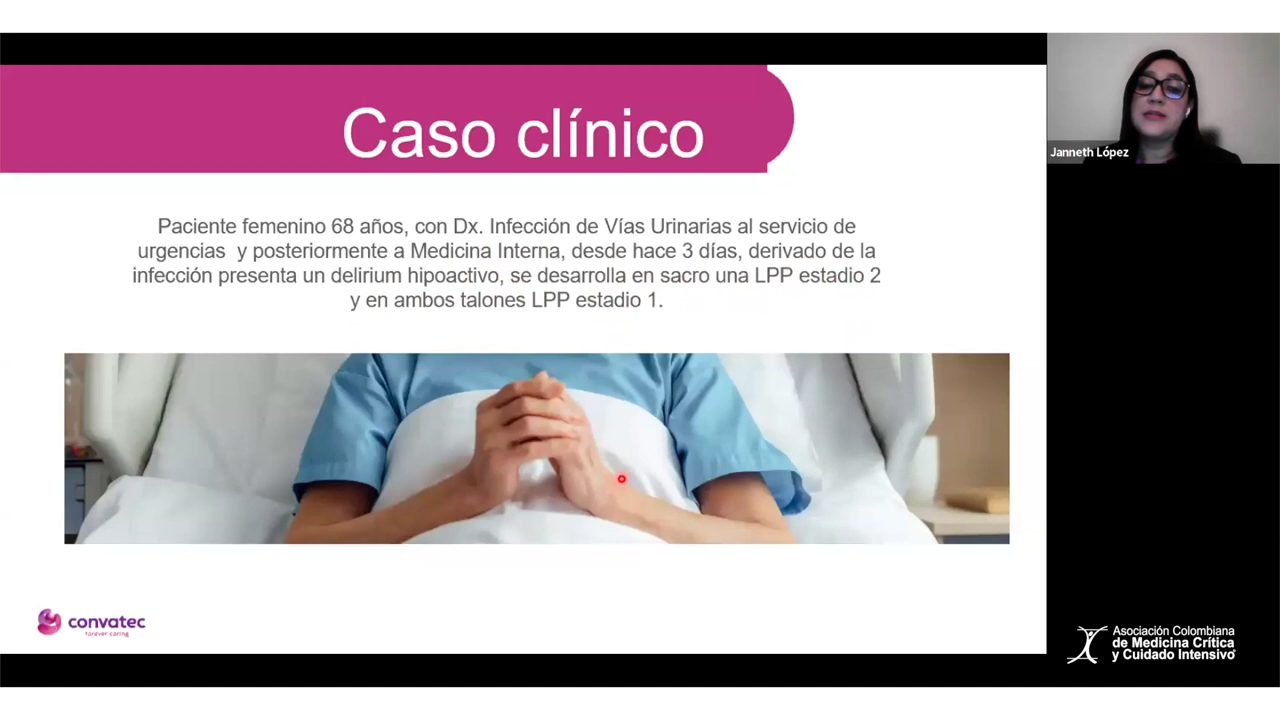 Caso clínico
Janneth López
Paciente femenino 68 años, con Dx. Infección de Vías Urinarias al servicio de
urgencias y posteriormente a Medicina Interna, desde hace 3 días, derivado de la
infección presenta un delirium hipoactivo, se desarrolla en sacro una LPP estadio 2
y en ambos talones LPP estadio 1.
convatec
forever caring
Asociación Colombiana
de Medicina Crítica
y Cuidado Intensivo